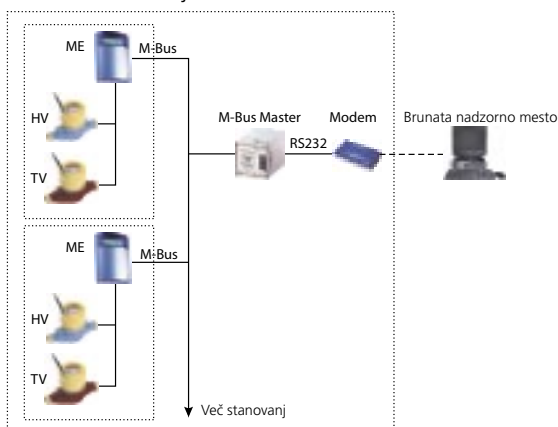 ME
M-Bus
HV
TV
M-Bus Master
RS232
Modem
Brunata nadzorno mesto
ME
M-Bus
HV
TV
Več stanovanj